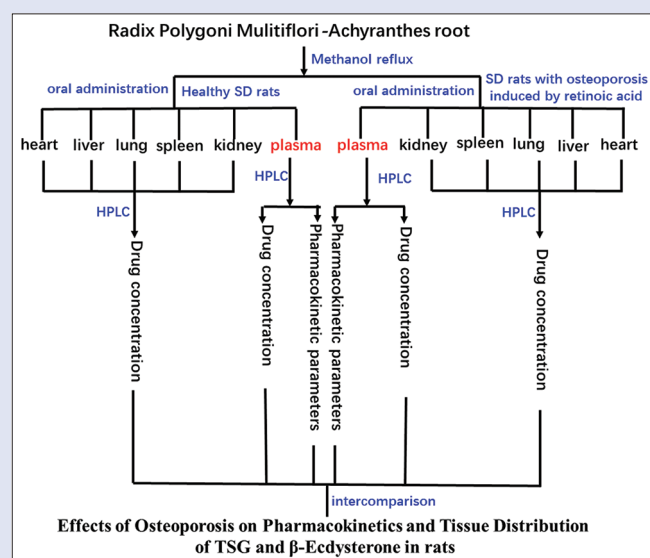 Radix Polygoni Mulitiflori-Achyranthes root
Methanol reflux
oral administration Healthy SD rats
oral administration SD rats with osteoporosis
induced by retinoic acid
heart liver lung spleen kidney plasma plasma kidney spleen lung liver heart
HPLC HPLC
HPLC HPLC
Drug concentration
Drug concentration
Pharmacokinetic parameters
Pharmacokinetic parameters
Drug concentration
Drug concentration
intercomparison
Effects of Osteoporosis on Pharmacokinetics and Tissue Distribution
of TSG and β-Ecdysterone in rats